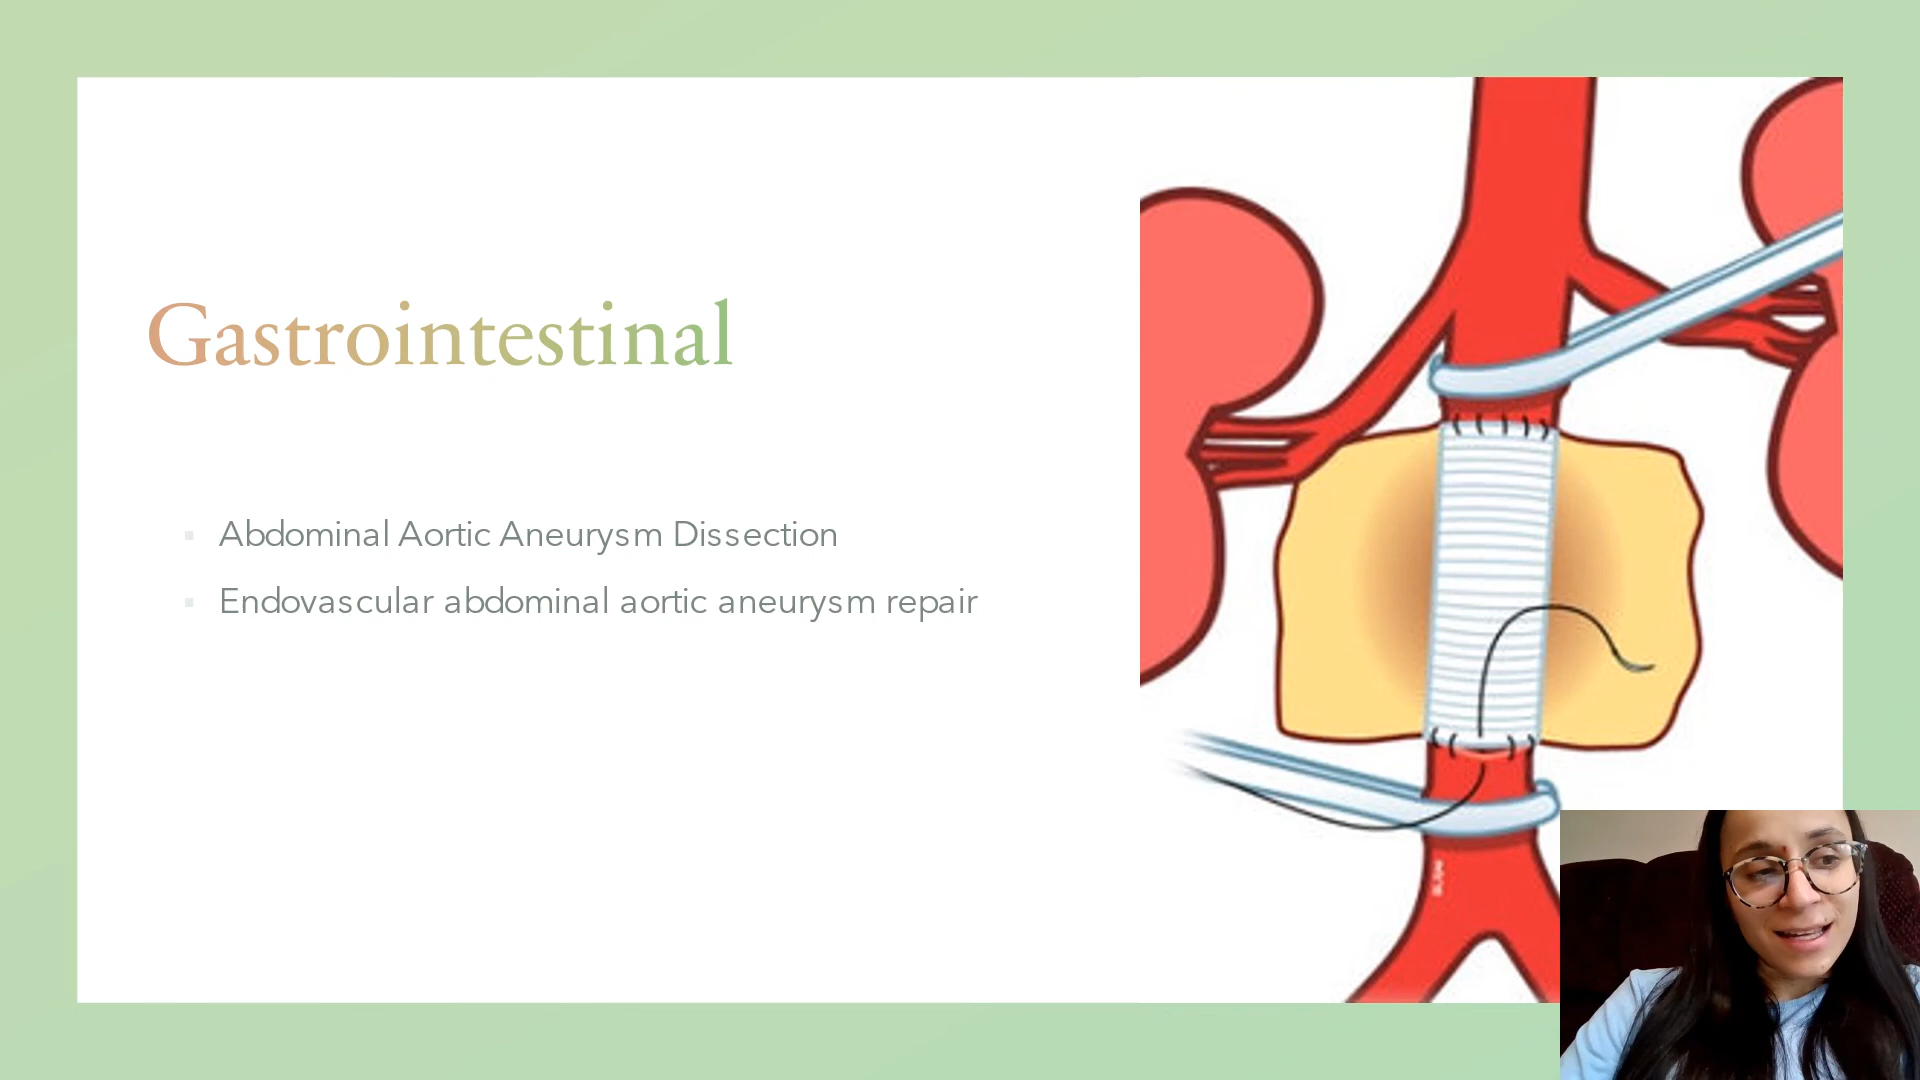 Gastrointestinal
Abdominal Aortic Aneurysm Dissection
Endovascular abdominal aortic aneurysm repair